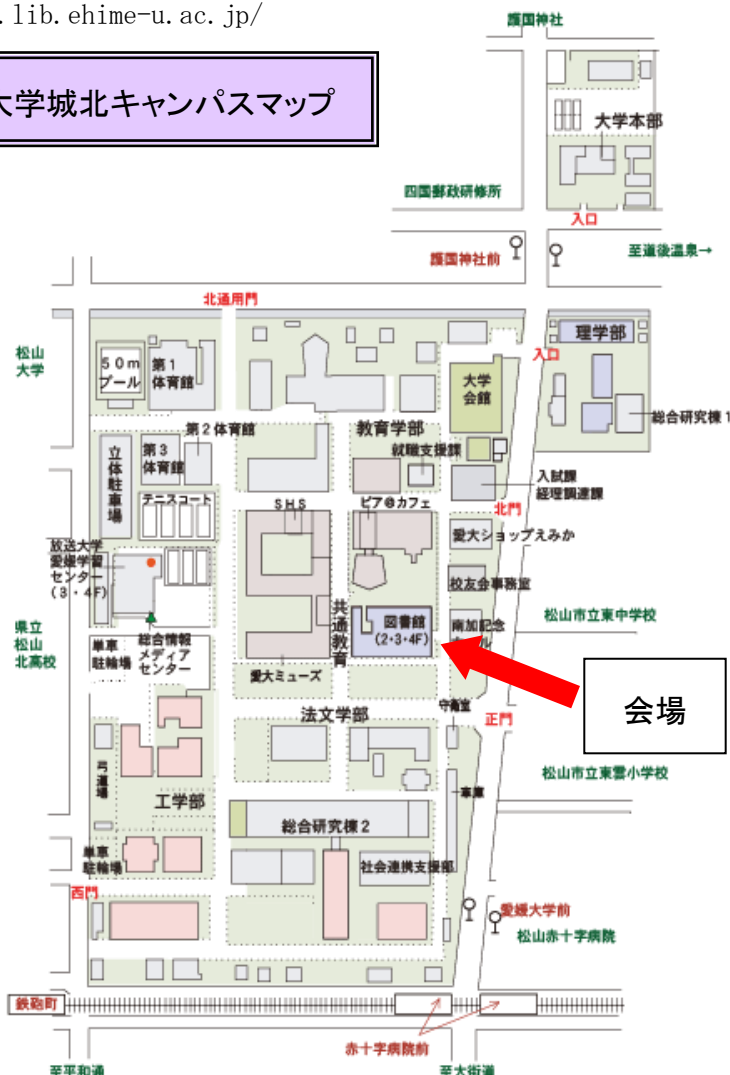 .lib.ehime-u.ac.jp/
大学城北キャンパスマップ
護国神社
大学本部
四国郵政研修所
入口
護国神社前
至道後温泉→
北通用門
松山
大学
50m
プール
第1
体育館
理学部
入口
大学
会館
総合研究棟1
第2体育館
教育学部
就職支援課
立体駐車場
第3
体育館
入試課
経理調達課
テニスコート
SHS
ピア@カフェ
北門
愛大ショップえみか
放送大学
愛媛学習
センター
(3・4F)
校友会事務室
共通教育
図書館
(2・3・4F)
南加記念
ル
松山市立東中学校
県立
松山
北高校
単車
駐輪場
総合情報
メディア
センター
愛大ミューズ
会場
守衛室
法文学部
正門
弓道場
工学部
松山市立東雲小学校
車庫
総合研究棟2
単車
駐輪場
社会連携支援部
西門
愛媛大学前
松山赤十字病院
鉄砲町
赤十字病院前
至平和通
至大街道